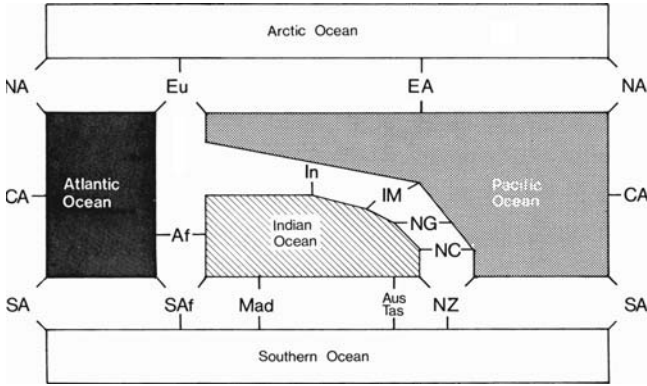 Arctic Ocean
NA Eu EA NA
In
Atlantic
Ocean
Pacific
Ocean
CA IM CA
NG
Indian
Ocean
Af NC
SA SAf Mad Aus
Tas NZ SA
Southern Ocean